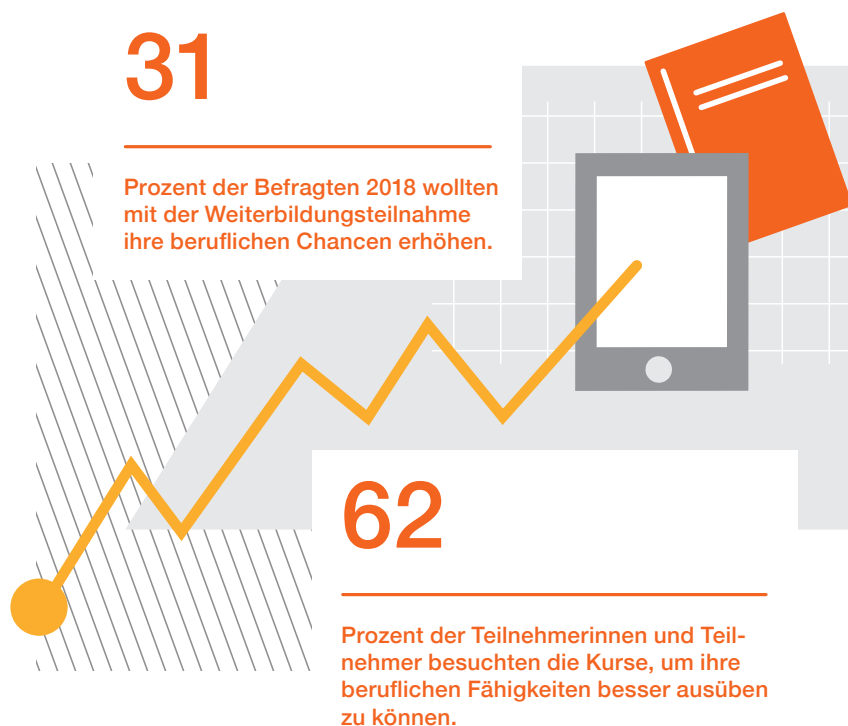 31
Prozent der Befragten 2018 wollten
mit der Weiterbildungsteilnahme
ihre beruflichen Chancen erhöhen.
62
Prozent der Teilnehmerinnen und Teil-
nehmer besuchten die Kurse, um ihre
beruflichen Fähigkeiten besser ausüben
zu können.